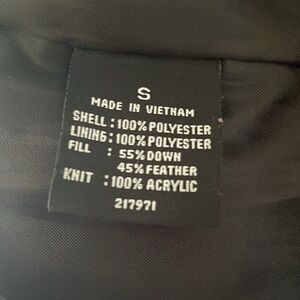 S
MADE IN VIETNAM
SHELL : 100% POLYESTER
LINING : 100% POLYESTER
FILL : 55% DOWN
45% FEATHER
KNIT : 100% ACRYLIC
217971